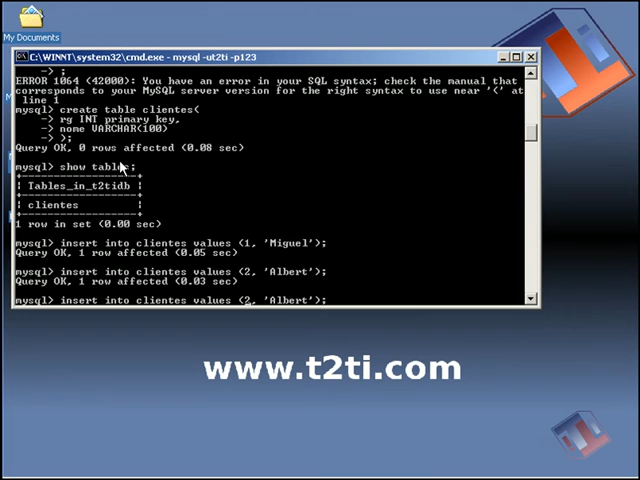 My Documents
C:\WINNT\system32\cmd.exe - mysql -ut2ti -p123
-> ;
ERROR 1064 (42000): You have an error in your SQL syntax; check the manual that
corresponds to your MySQL server version for the right syntax to use near '(' at
line 1
mysql> create table clientes(
-> rg INT primary key,
-> nome VARCHAR(100)
-> );
Query OK, 0 rows affected (0.08 sec)
mysql> show tables;
+-----------------+
| Tables_in_t2tidb |
+-----------------+
| clientes |
+-----------------+
1 row in set (0.00 sec)
mysql> insert into clientes values (1, 'Miguel');
Query OK, 1 row affected (0.05 sec)
mysql> insert into clientes values (2, 'Albert');
Query OK, 1 row affected (0.03 sec)
mysql> insert into clientes values (2, 'Albert');
www.t2ti.com